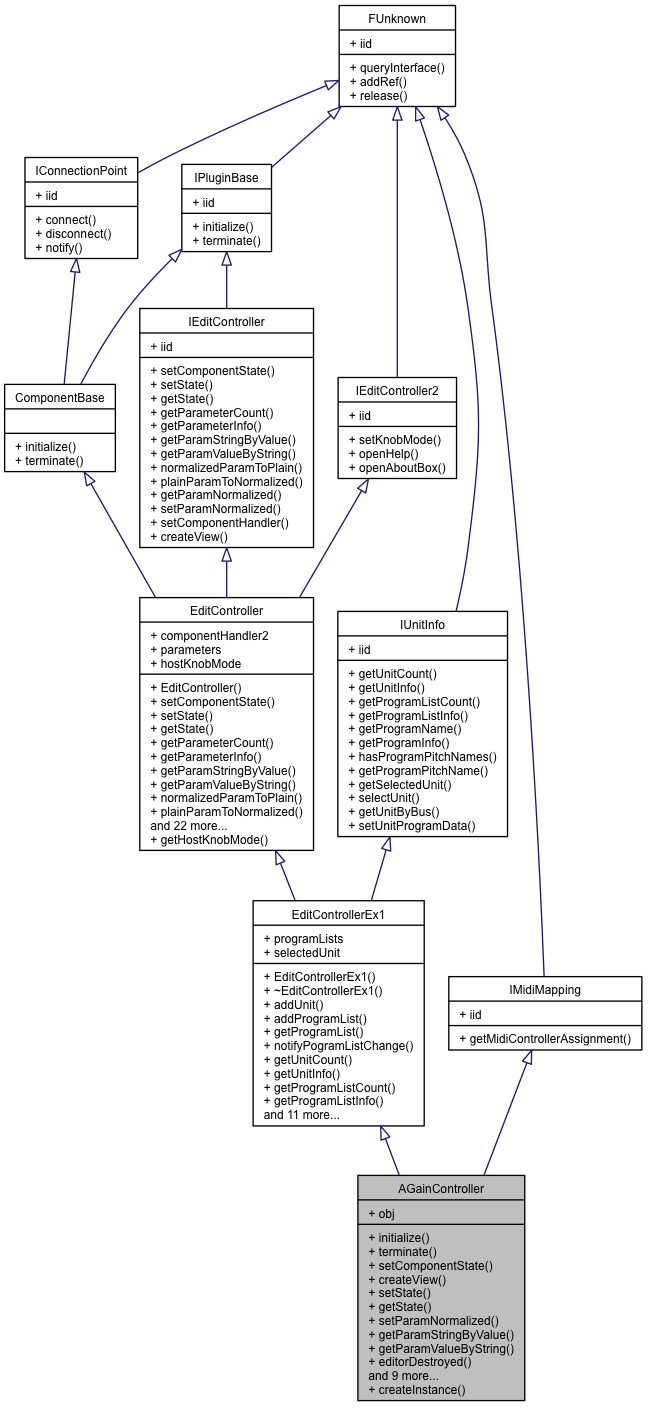 FUnknown
+ iid
+ queryInterface()
+ addRef()
+ release()
IConnectionPoint
+ iid
+ connect()
+ disconnect()
+ notify()
IPluginBase
+ iid
+ initialize()
+ terminate()
IEditController
+ iid
+ setComponentState()
+ setState()
+ getState()
+ getParameterCount()
+ getParameterInfo()
+ getParamStringByValue()
+ getParamValueByString()
+ normalizedParamToPlain()
+ plainParamToNormalized()
+ getParamNormalized()
+ setParamNormalized()
+ setComponentHandler()
+ createView()
ComponentBase
+ initialize()
+ terminate()
IEditController2
+ iid
+ setKnobMode()
+ openHelp()
+ openAboutBox()
EditController
+ componentHandler2
+ parameters
+ hostKnobMode
+ EditController()
+ setComponentState()
+ setState()
+ getState()
+ getParameterCount()
+ getParameterInfo()
+ getParamStringByValue()
+ getParamValueByString()
+ normalizedParamToPlain()
+ plainParamToNormalized()
and 22 more...
+ getHostKnobMode()
IUnitInfo
+ iid
+ getUnitCount()
+ getUnitInfo()
+ getProgramListCount()
+ getProgramListInfo()
+ getProgramName()
+ getProgramInfo()
+ hasProgramPitchNames()
+ getProgramPitchName()
+ getSelectedUnit()
+ selectUnit()
+ getUnitByBus()
+ setUnitProgramData()
EditControllerEx1
+ programLists
+ selectedUnit
+ EditControllerEx1()
+ ~EditControllerEx1()
+ addUnit()
+ addProgramList()
+ getProgramList()
+ notifyPogramListChange()
+ getUnitCount()
+ getUnitInfo()
+ getProgramListCount()
+ getProgramListInfo()
and 11 more...
IMidiMapping
+ iid
+ getMidiControllerAssignment()
AGainController
+ obj
+ initialize()
+ terminate()
+ setComponentState()
+ createView()
+ setState()
+ getState()
+ setParamNormalized()
+ getParamStringByValue()
+ getParamValueByString()
+ editorDestroyed()
and 9 more...
+ createInstance()